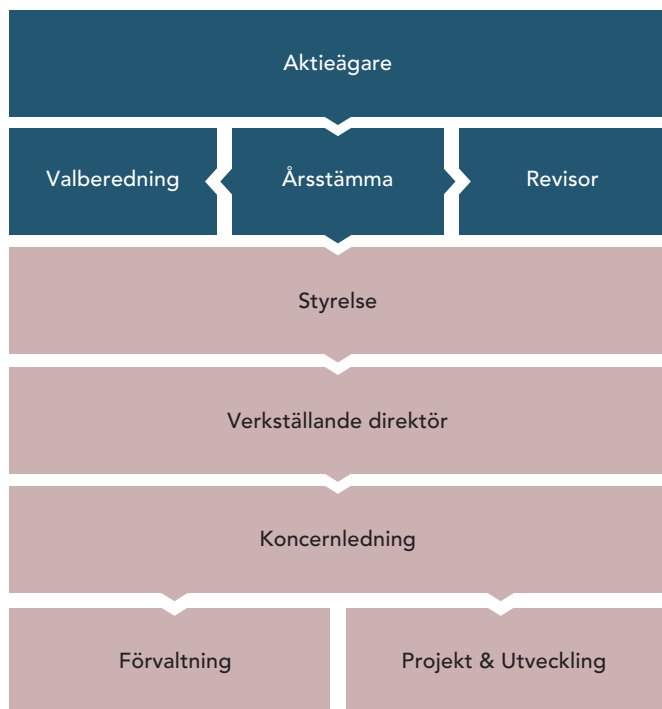 Aktieägare
Valberedning
Årsstämma
Revisor
Styrelse
Verkställande direktör
Koncernledning
Förvaltning
Projekt & Utveckling